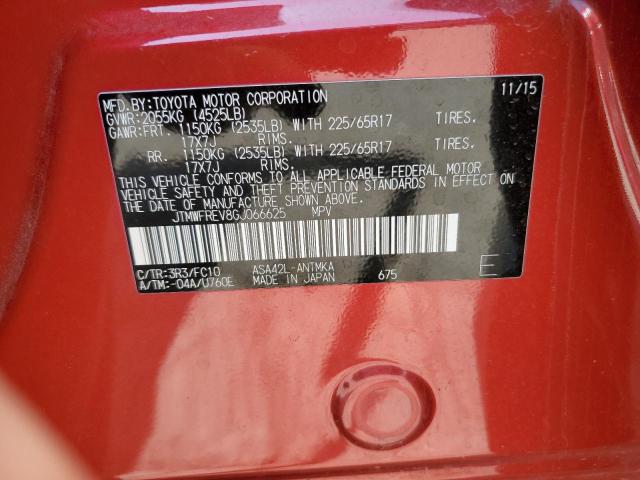 MFD.BY:TOYOTA MOTOR CORPORATION 11/15
GVWR:2055KG (4525LB)
GAWR:FRT. 1150KG (2535LB) WITH 225/65R17 TIRES.
17X7J RIMS.
RR. 1150KG (2535LB) WITH 225/65R17 TIRES.
17X7J RIMS.
THIS VEHICLE CONFORMS TO ALL APPLICABLE FEDERAL MOTOR
VEHICLE SAFETY AND THEFT PREVENTION STANDARDS IN EFFECT ON
THE DATE OF MANUFACTURE SHOWN ABOVE.
JTMWFREV8GJ066625 MPV
C/TR:3R3/FC10 ASA42L-ANTMKA
A/TM:-04A/U760E MADE IN JAPAN 675 E